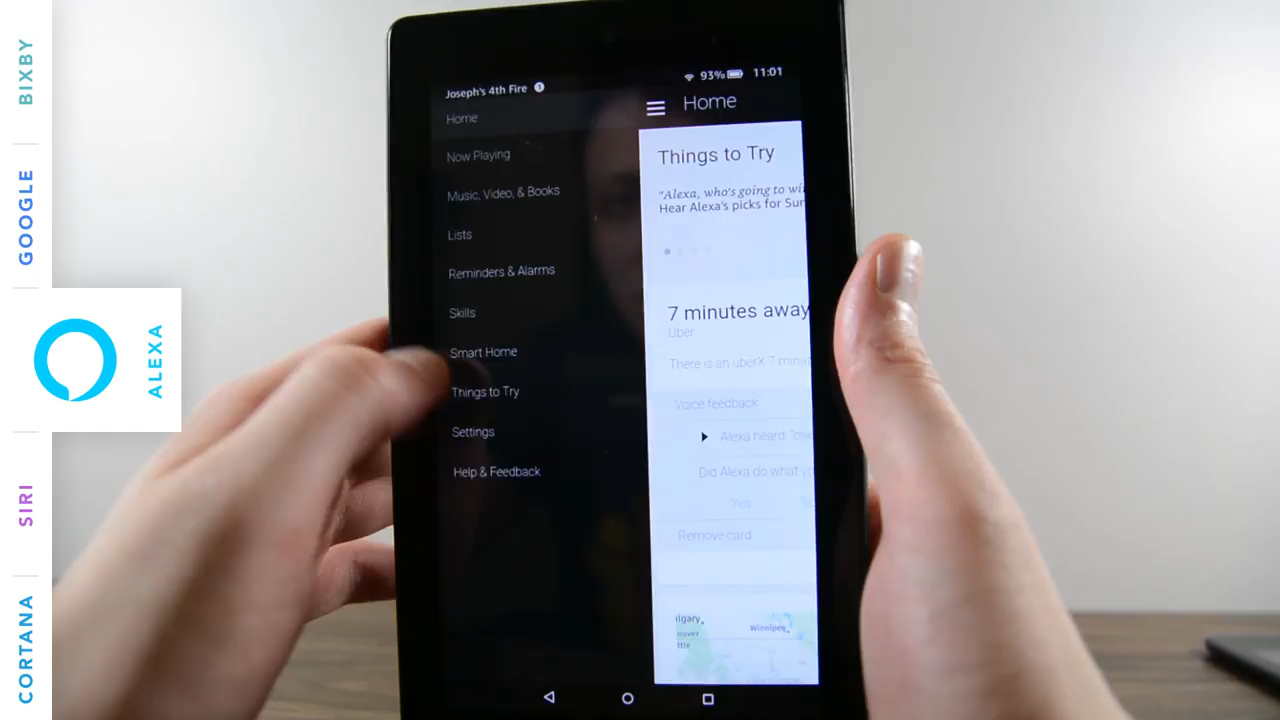 BIXBY
GOOGLE
ALEXA
SIRI
CORTANA
Joseph's 4th Fire
93%
11:01
Home
Now Playing
Music, Video, & Books
Lists
Reminders & Alarms
Skills
Smart Home
Things to Try
Settings
Help & Feedback
Home
Things to Try
"Alexa, who's going to wi
Hear Alexa's picks for Sun
7 minutes away
Uber
There is an uberX 7 minu
Voice feedback
Alexa heard:
Did Alexa do what yo
Yes
Remove card
lgary
ouver
ttle
Winnipeg